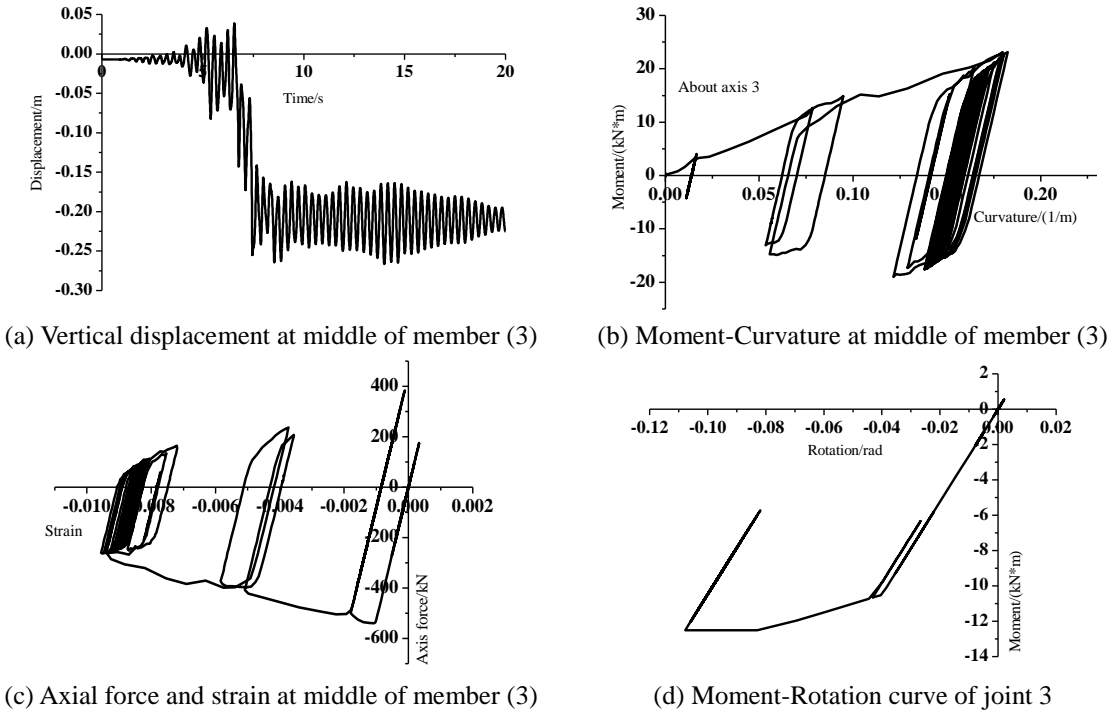 0.05
0.00
-0.05
-0.10
-0.15
-0.20
-0.25
-0.30
0 5 10 15 20
Time/s
Displacement/m
30
20
10
0
-10
-20
0.00 0.05 0.10 0.20
About axis 3
Moment/(kN*m)
Curvature/(1/m)
(a) Vertical displacement at middle of member (3)
(b) Moment-Curvature at middle of member (3)
400
200
0
-200
-400
-600
-0.010 -0.008 -0.006 -0.004 -0.002 0.000 0.002
Strain
Axis force/kN
2
0
-2
-4
-6
-8
-10
-12
-14
-0.12 -0.10 -0.08 -0.06 -0.04 -0.02 0.00 0.02
Rotation/rad
Moment/(kN*m)
(c) Axial force and strain at middle of member (3)
(d) Moment-Rotation curve of joint 3